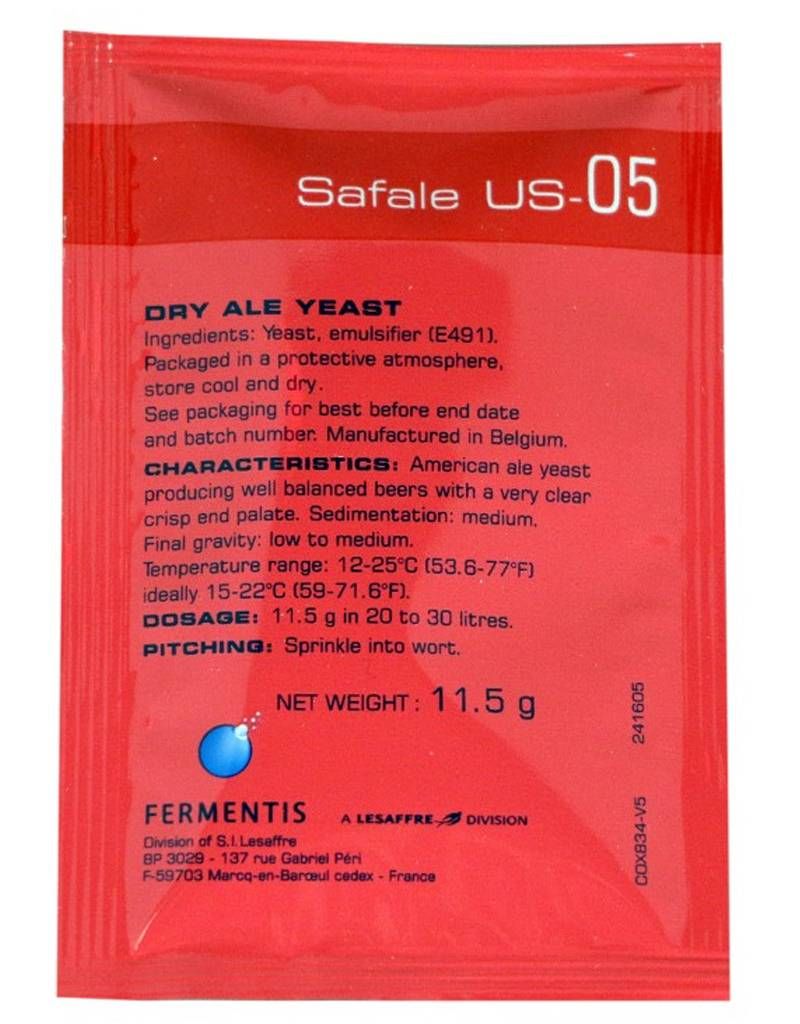 Safale US-05
DRY ALE YEAST
Ingredients: Yeast, emulsifier (E491).
Packaged in a protective atmosphere,
store cool and dry.
See packaging for best before end date
and batch number. Manufactured in Belgium.
CHARACTERISTICS: American ale yeast
producing well balanced beers with a very clear
crisp end palate. Sedimentation: medium.
Final gravity: low to medium.
Temperature range: 12-25°C (53.6-77°F)
ideally 15-22°C (59-71.6°F).
DOSAGE: 11.5 g in 20 to 30 litres.
PITCHING: Sprinkle into wort.
NET WEIGHT: 11.5 g
FERMENTIS A LESAFFRE DIVISION
Division of S.I.Lesaffre
BP 3029 - 137 rue Gabriel Péri
F-59703 Marcq-en-Barœul cedex - France
241605
COX834-V5